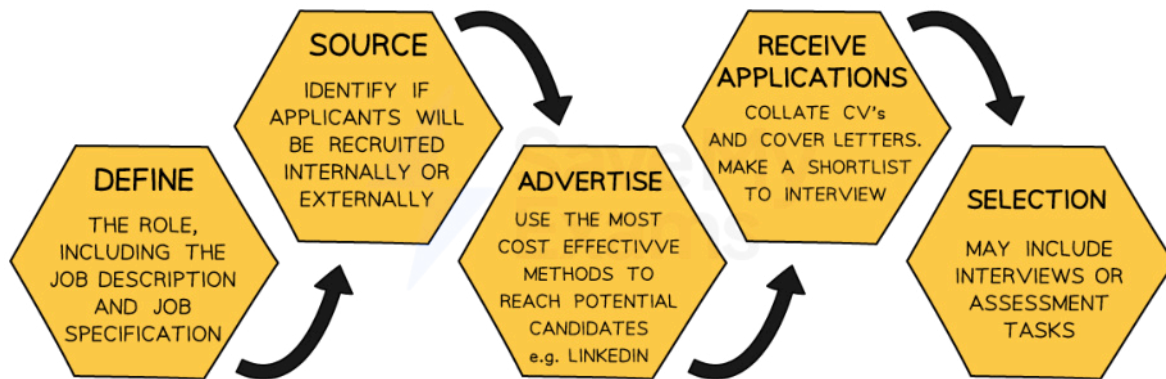 DEFINE
THE ROLE,
INCLUDING THE
JOB DESCRIPTION
AND JOB
SPECIFICATION
SOURCE
IDENTIFY IF
APPLICANTS WILL
BE RECRUITED
INTERNALLY OR
EXTERNALLY
ADVERTISE
USE THE MOST
COST EFFECTIVVE
METHODS TO
REACH POTENTIAL
CANDIDATES
e.g. LINKEDIN
RECEIVE
APPLICATIONS
COLLATE CV's
AND COVER LETTERS.
MAKE A SHORTLIST
TO INTERVIEW
SELECTION
MAY INCLUDE
INTERVIEWS OR
ASSESSMENT
TASKS